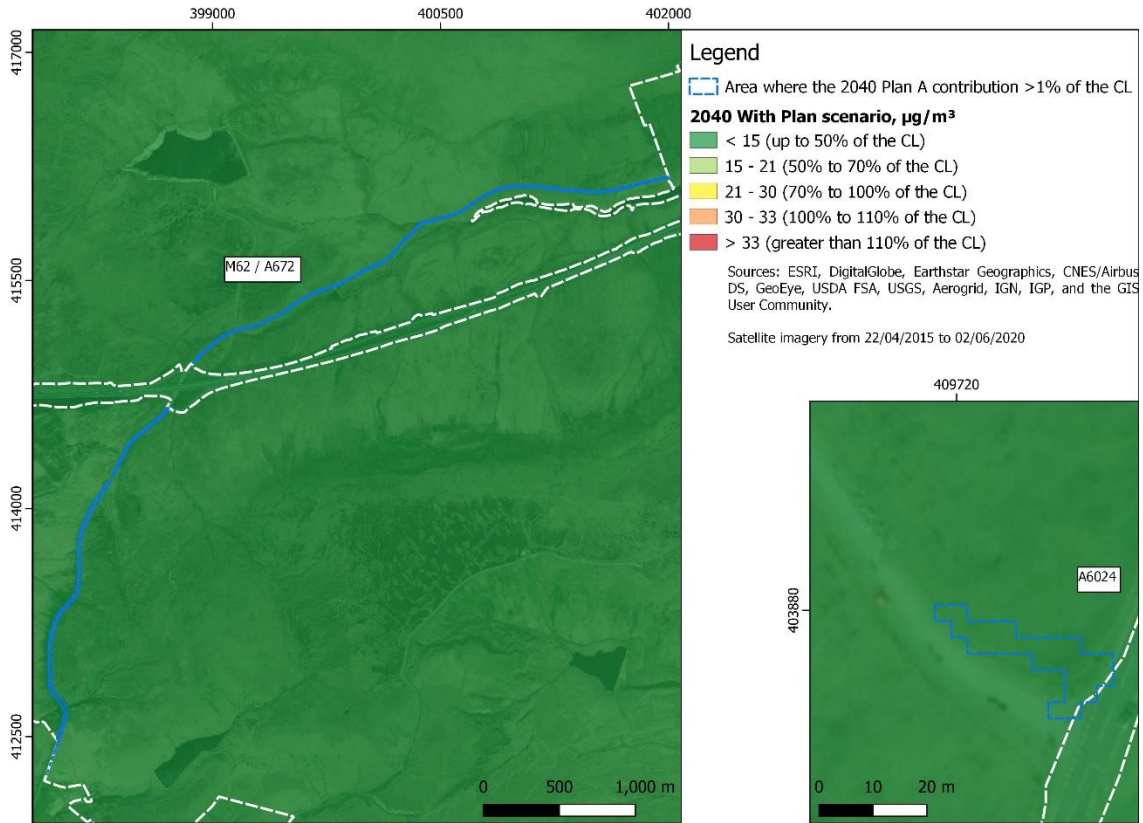 399000 400500 402000
417000
415500
414000
412500
M62 / A672
0 500 1,000 m
Legend
Area where the 2040 Plan A contribution >1% of the CL
2040 With Plan scenario, µg/m³
< 15 (up to 50% of the CL)
15 - 21 (50% to 70% of the CL)
21 - 30 (70% to 100% of the CL)
30 - 33 (100% to 110% of the CL)
> 33 (greater than 110% of the CL)
Sources: ESRI, DigitalGlobe, Earthstar Geographics, CNES/Airbus
DS, GeoEye, USDA FSA, USGS, Aerogrid, IGN, IGP, and the GIS
User Community.
Satellite imagery from 22/04/2015 to 02/06/2020
409720
403880
A6024
0 10 20 m